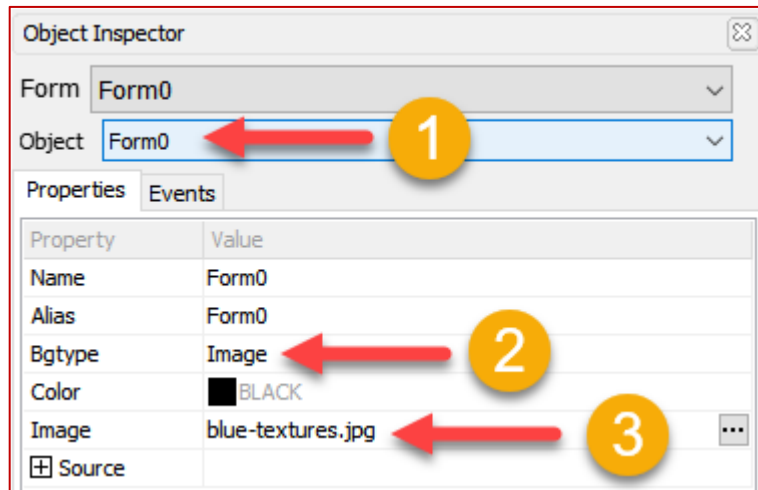 Object Inspector
Form Form0
Object Form0 1
Properties Events
Property Value
Name Form0
Alias Form0
Bgtype Image 2
Color BLACK
Image blue-textures.jpg 3 ...
Source